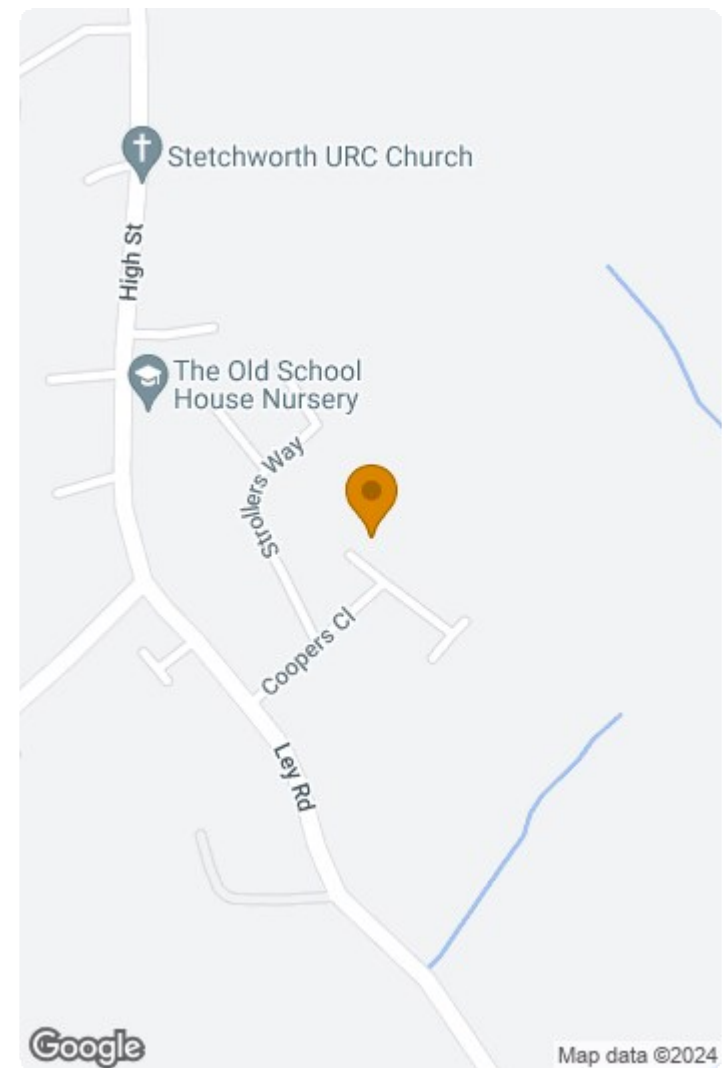 Stetchworth URC Church
High St
The Old School
House Nursery
Strollers Way
Coopers Cl
Ley Rd
Google
Map data ©2024